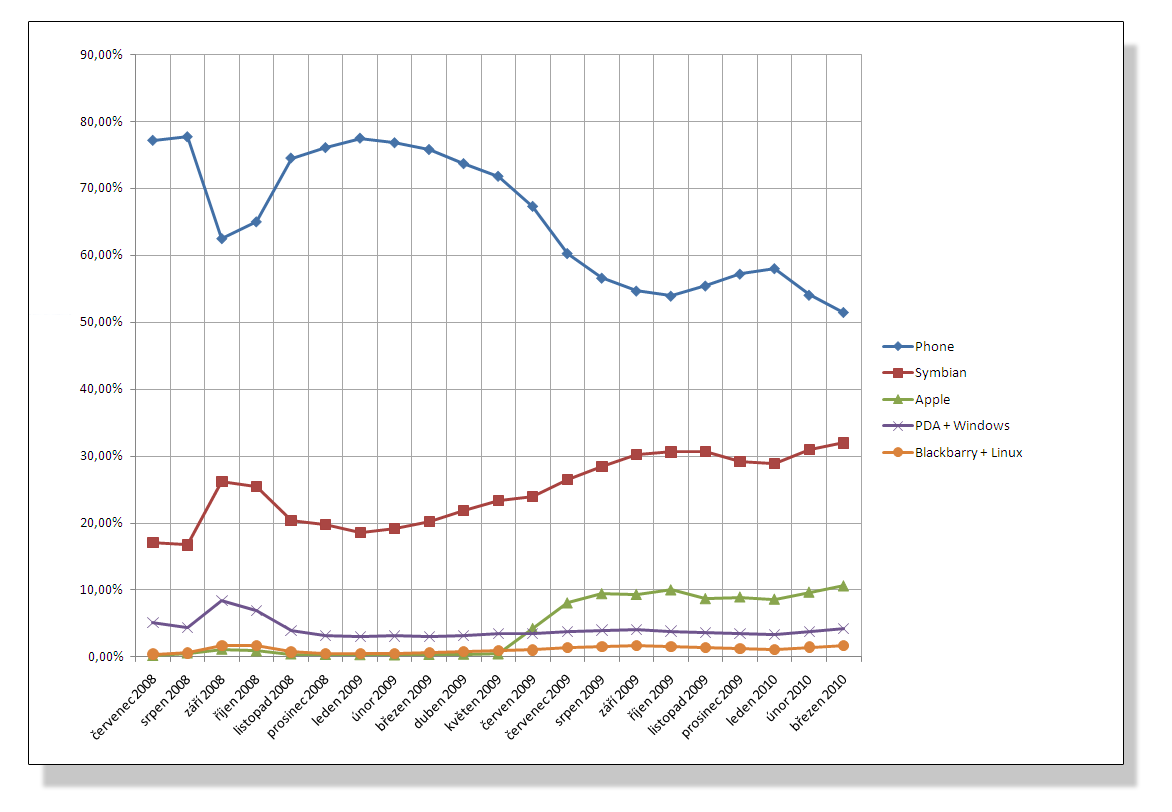 90,00%
80,00%
70,00%
60,00%
50,00%
40,00%
30,00%
20,00%
10,00%
0,00%
červenec 2008
srpen 2008
září 2008
říjen 2008
listopad 2008
prosinec 2008
leden 2009
únor 2009
březen 2009
duben 2009
květen 2009
červen 2009
červenec 2009
srpen 2009
září 2009
říjen 2009
listopad 2009
prosinec 2009
leden 2010
únor 2010
březen 2010
Phone
Symbian
Apple
PDA + Windows
Blackbarry + Linux